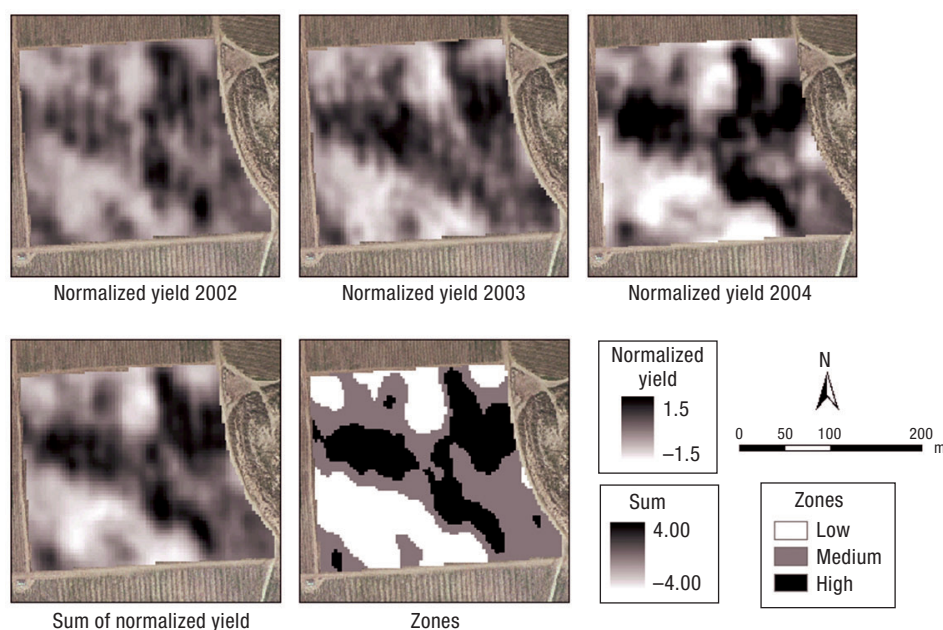 Normalized yield 2002
Normalized yield 2003
Normalized yield 2004
Sum of normalized yield
Zones
Normalized
yield
1.5
–1.5
Sum
4.00
–4.00
N
0 50 100 200
m
Zones
Low
Medium
High